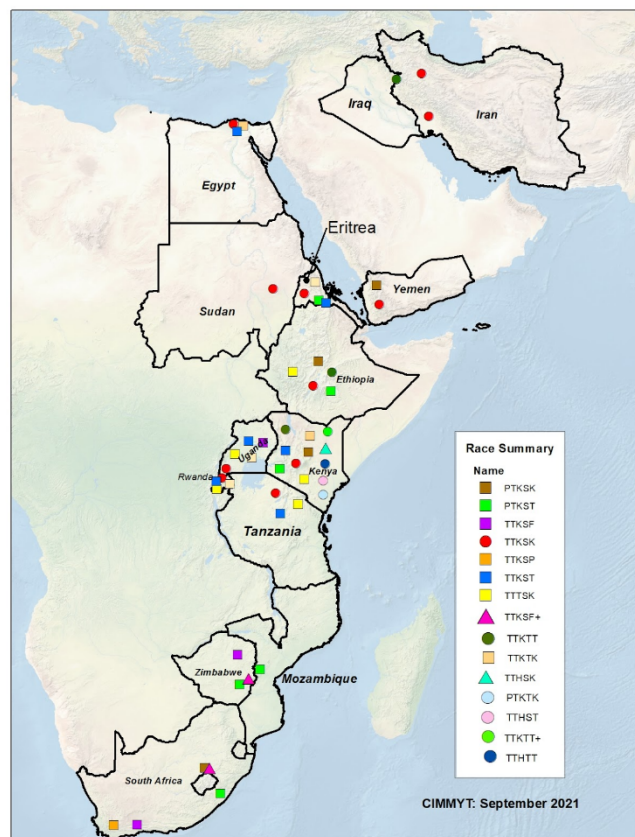 Iraq
Iran
Egypt
Eritrea
Sudan
Yemen
Ethiopia
Uganda
Rwanda
Kenya
Tanzania
Zimbabwe
Mozambique
South Africa
Race Summary
Name
PTKSK
PTKST
TTKSF
TTKSK
TTKSP
TTKST
TTTSK
TTKSF+
TTKTT
TTKTK
TTHSK
PTKTK
TTHST
TTKTT+
TTHTT
CIMMYT: September 2021